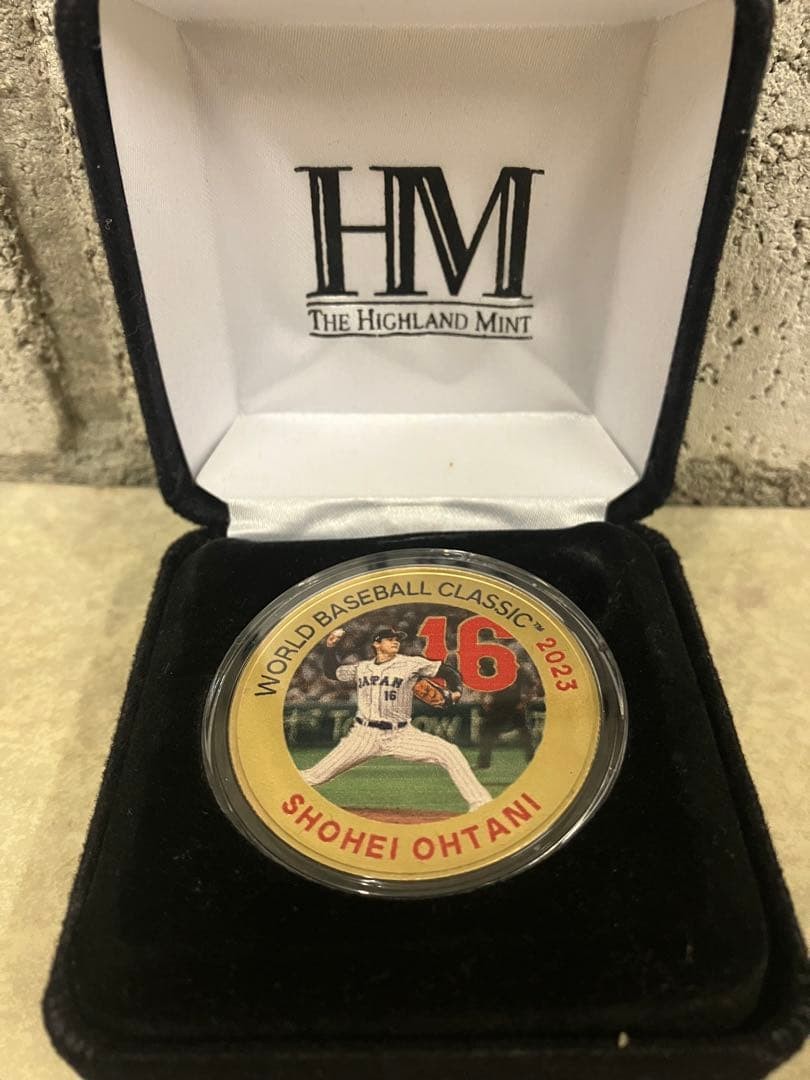 HM
THE HIGHLAND MINT
WORLD BASEBALL CLASSIC™ 2023
16
JAPAN
16
SHOHEI OHTANI